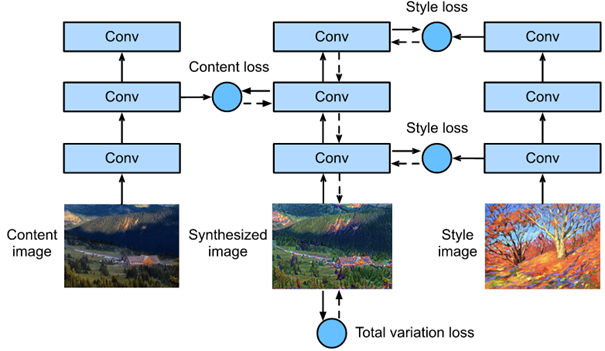 Style loss
Conv
Conv
Conv
Content loss
Conv
Conv
Conv
Style loss
Conv
Conv
Conv
Content
image
Synthesized
image
Style
image
Total variation loss